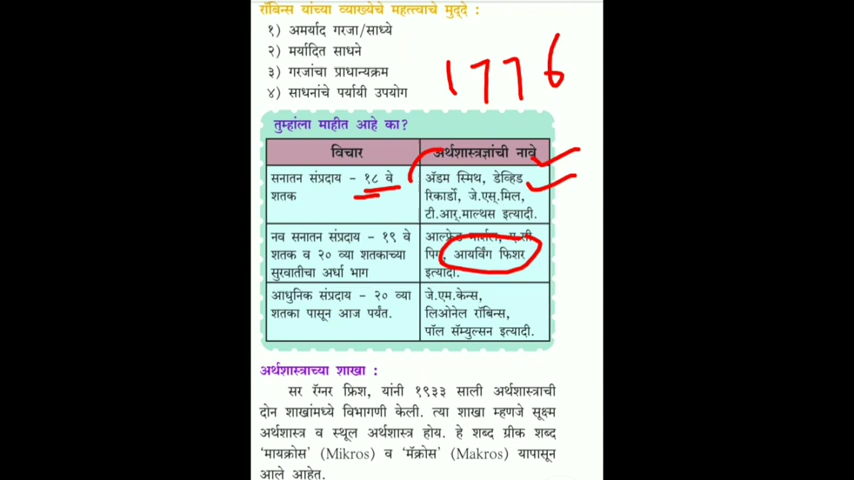 रॉबिन्स यांच्या व्याख्येचे महत्त्वाचे मुद्दे :
१) अमर्याद गरजा/साध्ये
२) मर्यादित साधने
३) गरजांचा प्राधान्यक्रम
४) साधनांचे पर्यायी उपयोग
1776
तुम्हांला माहीत आहे का?
विचार
अर्थशास्त्रज्ञांची नावे
सनातन संप्रदाय - १८ वे
शतक
ॲडम स्मिथ, डेव्हिड
रिकार्डो, जे.एस्.मिल,
टी.आर्.माल्थस इत्यादी.
नव सनातन संप्रदाय - १९ वे
शतक व २० व्या शतकाच्या
सुरवातीचा अर्धा भाग
आल्फ्रेड मार्शल, ए.सी.
पिगू, आयर्विंग फिशर
इत्यादी.
आधुनिक संप्रदाय - २० व्या
शतका पासून आज पर्यंत.
जे.एम.केन्स,
लिओनेल रॉबिन्स,
पॉल सॅम्युल्सन इत्यादी.
अर्थशास्त्राच्या शाखा :
सर रॅग्नर फ्रिश, यांनी १९३३ साली अर्थशास्त्राची
दोन शाखांमध्ये विभागणी केली. त्या शाखा म्हणजे सूक्ष्म
अर्थशास्त्र व स्थूल अर्थशास्त्र होय. हे शब्द ग्रीक शब्द
‘मायक्रोस’ (Mikros) व ‘मॅक्रोस’ (Makros) यापासून
आले आहेत.